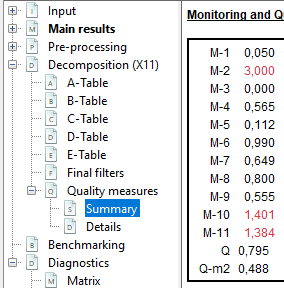 Input
Main results
Pre-processing
Decomposition (X11)
A-Table
B-Table
C-Table
D-Table
E-Table
Final filters
Quality measures
Summary
Details
Benchmarking
Diagnostics
Matrix
Monitoring and Q
M-1 0,050
M-2 3,000
M-3 0,000
M-4 0,565
M-5 0,112
M-6 0,990
M-7 0,649
M-8 0,800
M-9 0,555
M-10 1,401
M-11 1,384
Q 0,795
Q-m2 0,488